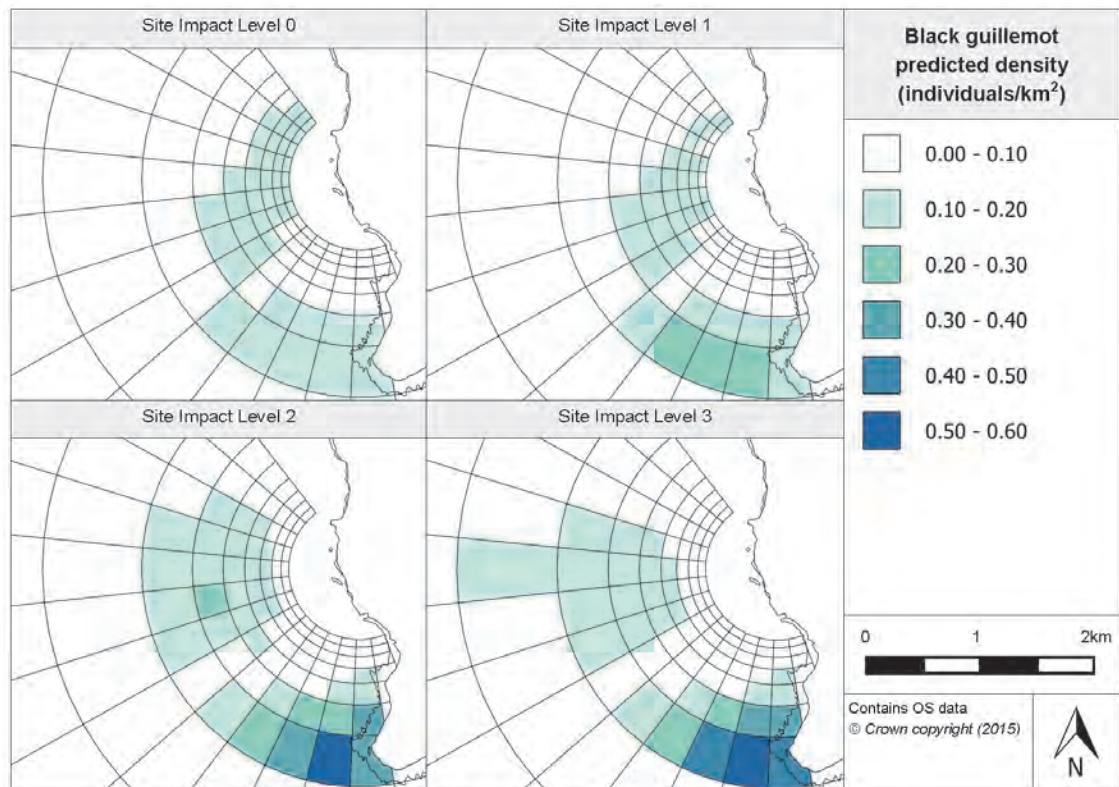 Site Impact Level 0
Site Impact Level 1
Site Impact Level 2
Site Impact Level 3
Black guillemot
predicted density
(individuals/km²)
0.00 - 0.10
0.10 - 0.20
0.20 - 0.30
0.30 - 0.40
0.40 - 0.50
0.50 - 0.60
0 1 2km
Contains OS data
© Crown copyright (2015)
N